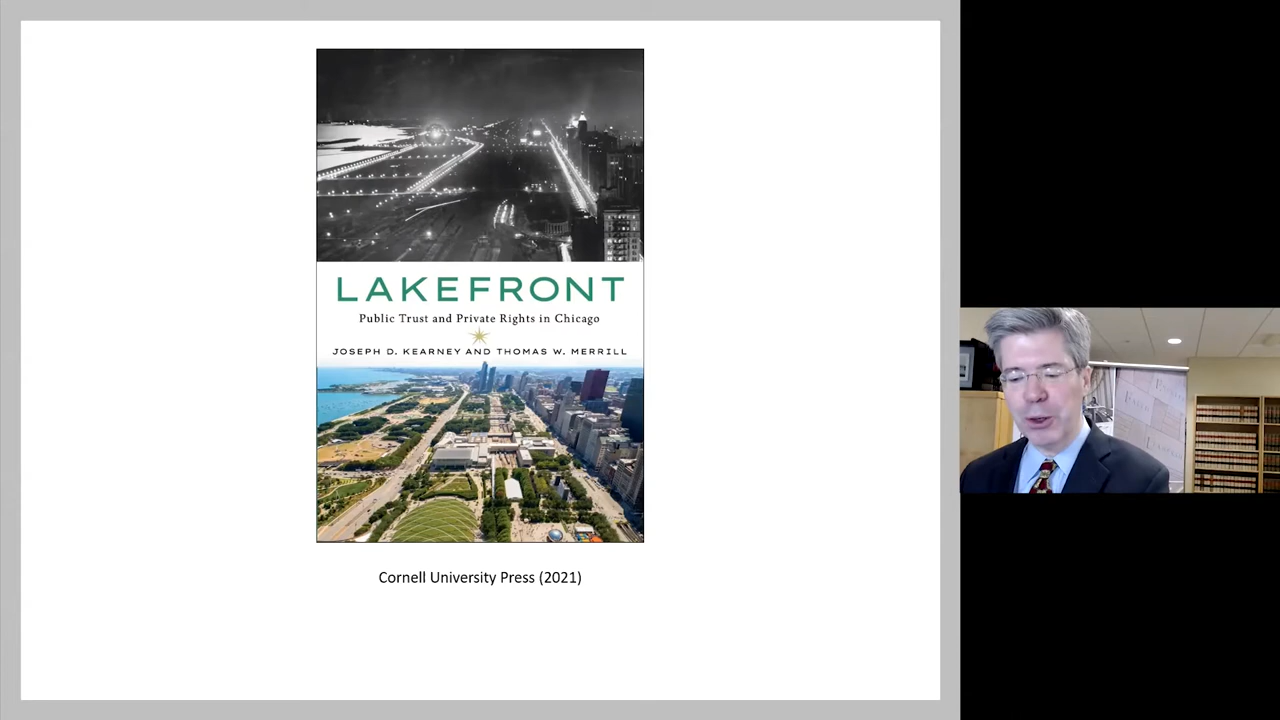 LAKEFRONT
Public Trust and Private Rights in Chicago
JOSEPH D. KEARNEY AND THOMAS W. MERRILL
Cornell University Press (2021)